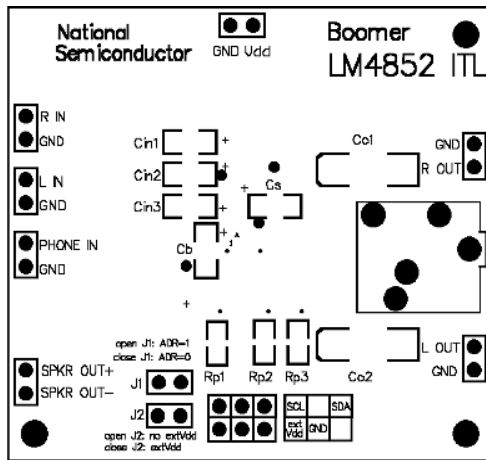 National
Semiconductor
GND Vdd
Boomer
LM4852 ITL
R IN
GND
L IN
GND
PHONE IN
GND
Cin1
Cin2
Cin3
Cs
Cb
Co1
GND
R OUT
open J1: ADR=1
close J1: ADR=0
J1
J2
open J2: no extVdd
close J2: extVdd
SPKR OUT+
SPKR OUT-
Rp1
Rp2
Rp3
Co2
L OUT
GND
SCL
SDA
ext
Vdd
GND